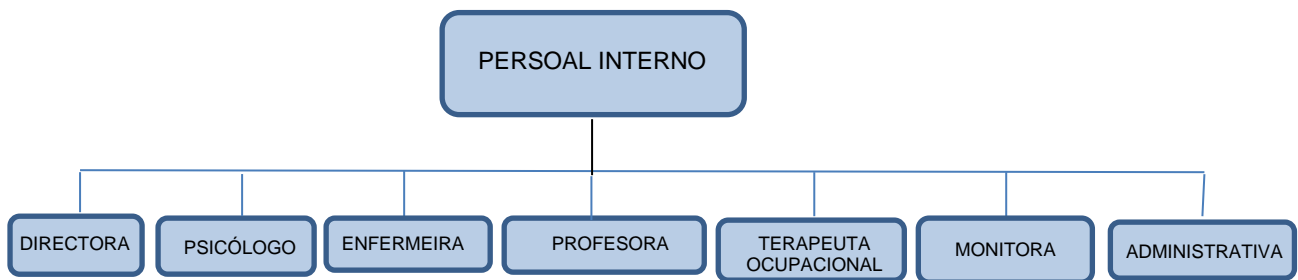 PERSOAL INTERNO
DIRECTORA
PSICÓLOGO
ENFERMEIRA
PROFESORA
TERAPEUTA
OCUPACIONAL
MONITORA
ADMINISTRATIVA